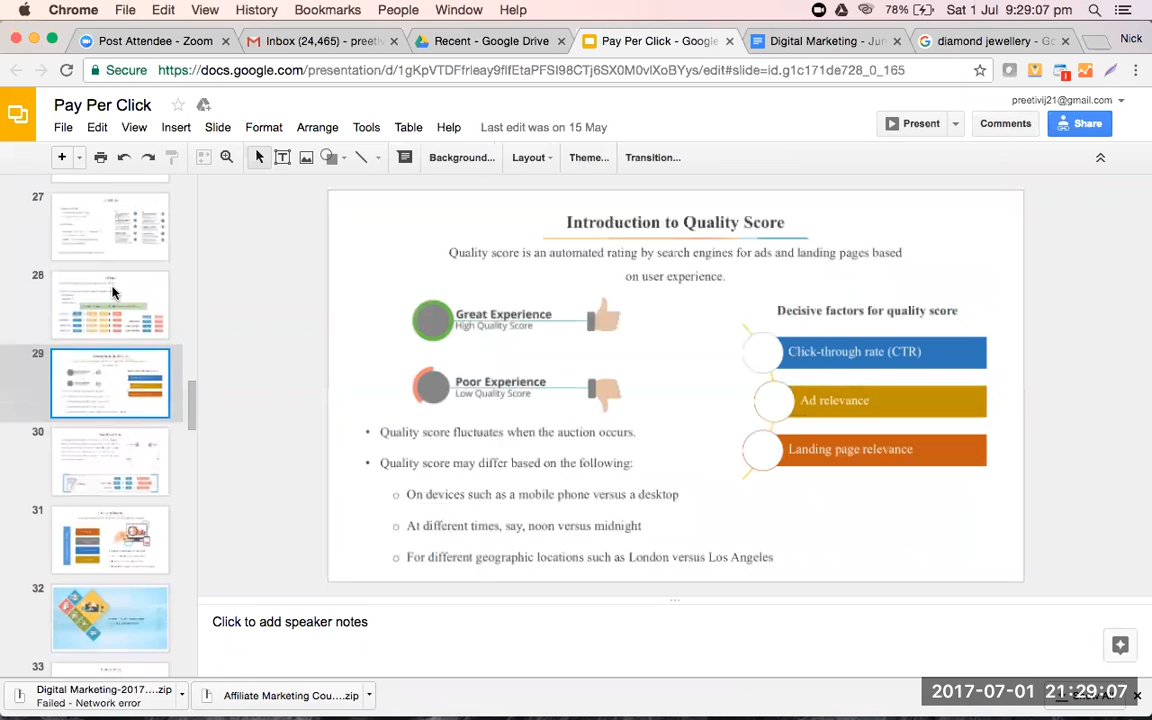 Chrome File Edit View History Bookmarks People Window Help 78% Sat 1 Jul 9:29:07 pm
Post Attendee - Zoom Inbox (24,465) - preetiv Recent - Google Drive Pay Per Click - Google Digital Marketing - Jun diamond jewellery - Go Nick
Secure https://docs.google.com/presentation/d/1gKpVTDFfrleay9flfEtaPFSI98CTj6SX0M0vlXoBYys/edit#slide=id.g1c171de728_0_165
Pay Per Click preetivij21@gmail.com
File Edit View Insert Slide Format Arrange Tools Table Help Last edit was on 15 May Present Comments Share
Background... Layout Theme... Transition...
27
28
29
30
31
32
33
Introduction to Quality Score
Quality score is an automated rating by search engines for ads and landing pages based
on user experience.
Great Experience
High Quality Score
Poor Experience
Low Quality Score
Decisive factors for quality score
Click-through rate (CTR)
Ad relevance
Landing page relevance
• Quality score fluctuates when the auction occurs.
• Quality score may differ based on the following:
o On devices such as a mobile phone versus a desktop
o At different times, say, noon versus midnight
o For different geographic locations such as London versus Los Angeles
Click to add speaker notes
Digital Marketing-2017....zip
Failed - Network error
Affiliate Marketing Cou....zip
2017-07-01 21:29:07